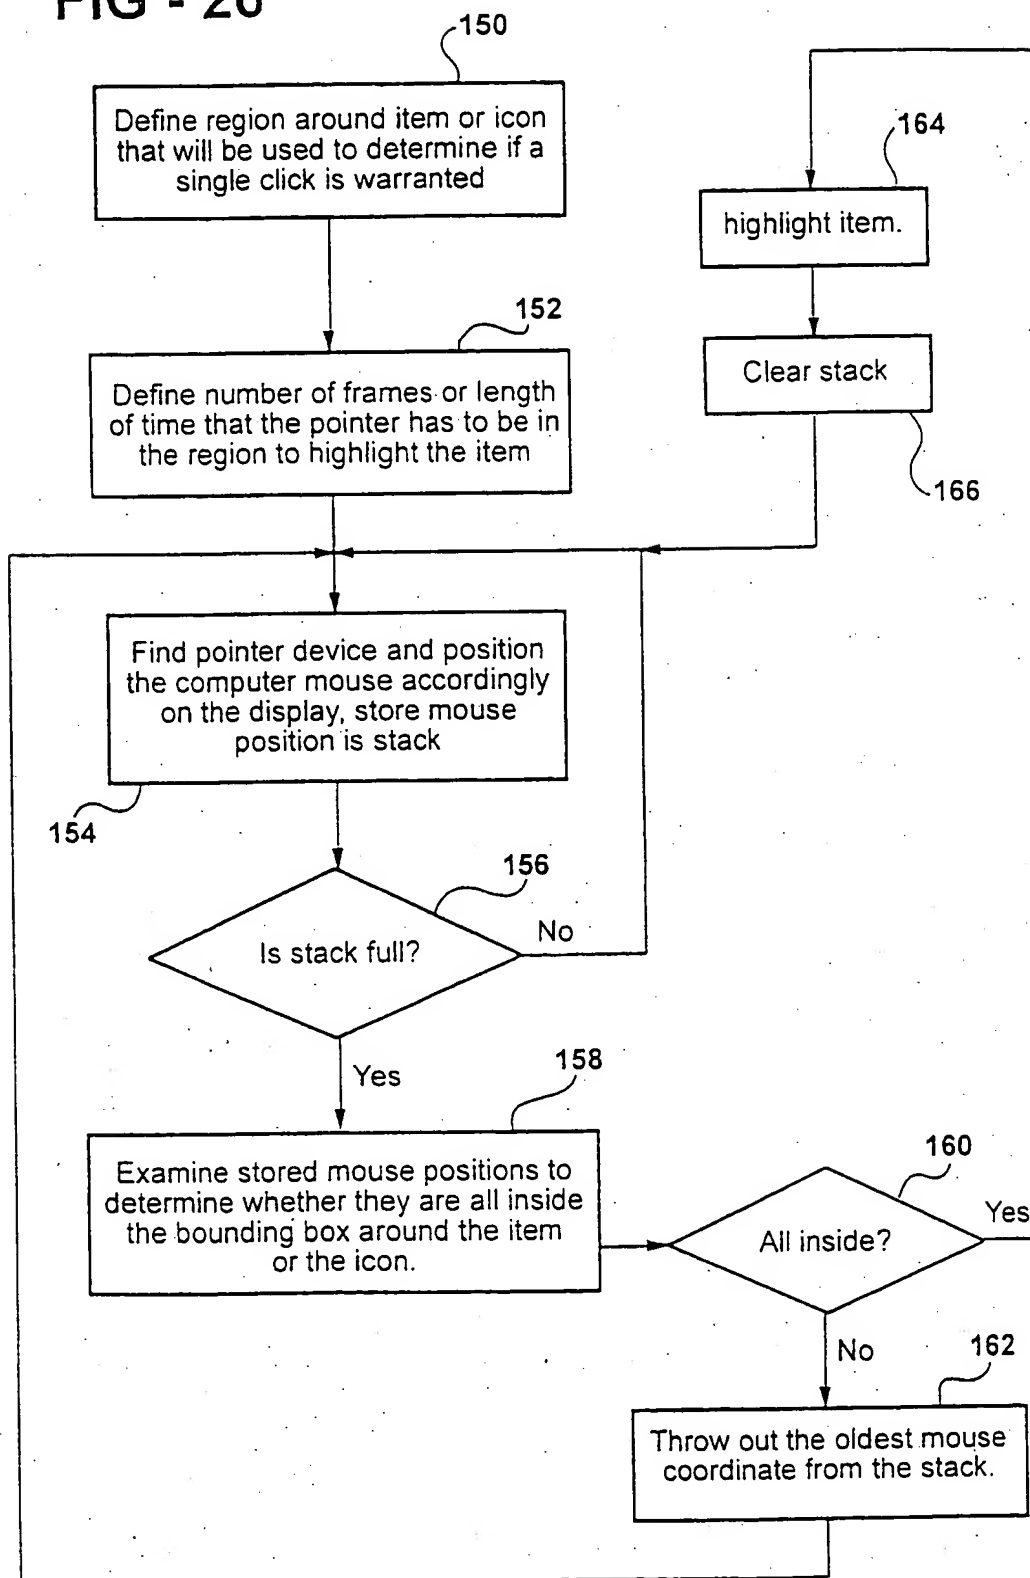 FIG - 26
150
Define region around item or icon
that will be used to determine if a
single click is warranted
152
Define number of frames or length
of time that the pointer has to be in
the region to highlight the item
Find pointer device and position
the computer mouse accordingly
on the display, store mouse
position is stack
154
156
Is stack full?
No
Yes
158
Examine stored mouse positions to
determine whether they are all inside
the bounding box around the item
or the icon.
160
All inside?
Yes
No
162
Throw out the oldest mouse
coordinate from the stack.
164
highlight item.
Clear stack
166